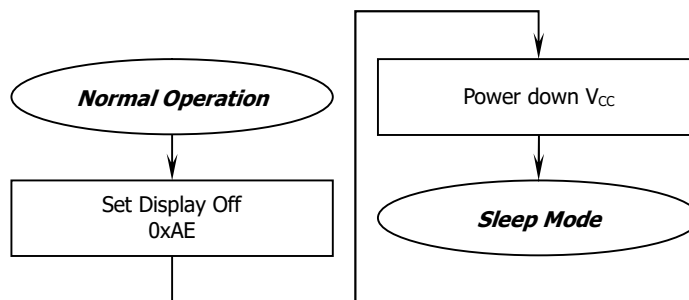 Normal Operation
Set Display Off
0xAE
Power down VCC
Sleep Mode